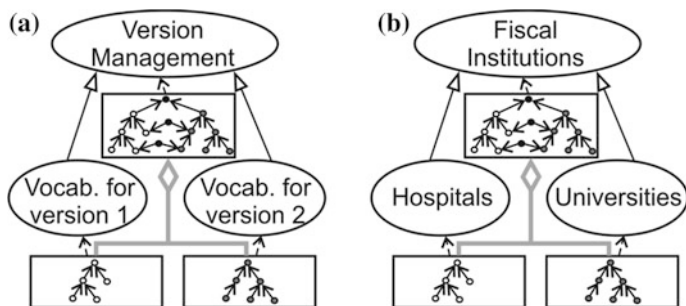 (a)
Version
Management
Vocab. for
version 1
Vocab. for
version 2
(b)
Fiscal
Institutions
Hospitals
Universities